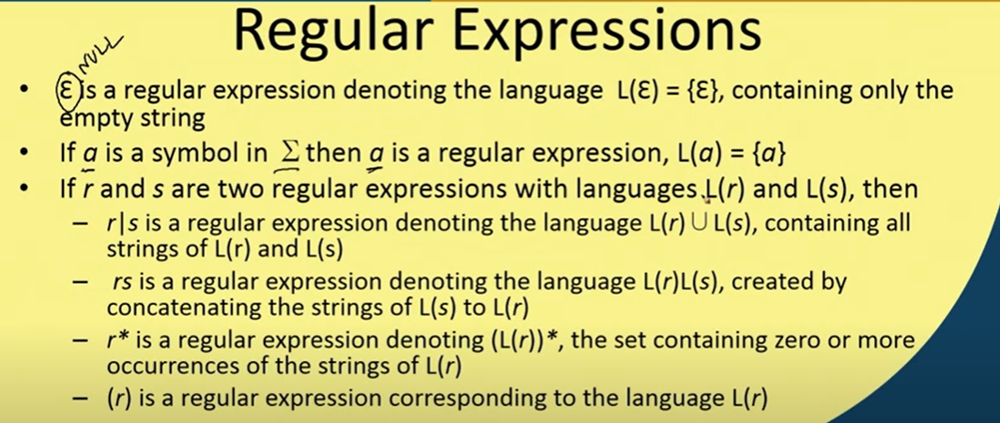 Regular Expressions
NULL
• Ɛ is a regular expression denoting the language L(Ɛ) = {Ɛ}, containing only the
empty string
• If a is a symbol in Σ then a is a regular expression, L(a) = {a}
• If r and s are two regular expressions with languages L(r) and L(s), then
– r|s is a regular expression denoting the language L(r) ∪ L(s), containing all
strings of L(r) and L(s)
– rs is a regular expression denoting the language L(r)L(s), created by
concatenating the strings of L(s) to L(r)
– r* is a regular expression denoting (L(r))*, the set containing zero or more
occurrences of the strings of L(r)
– (r) is a regular expression corresponding to the language L(r)